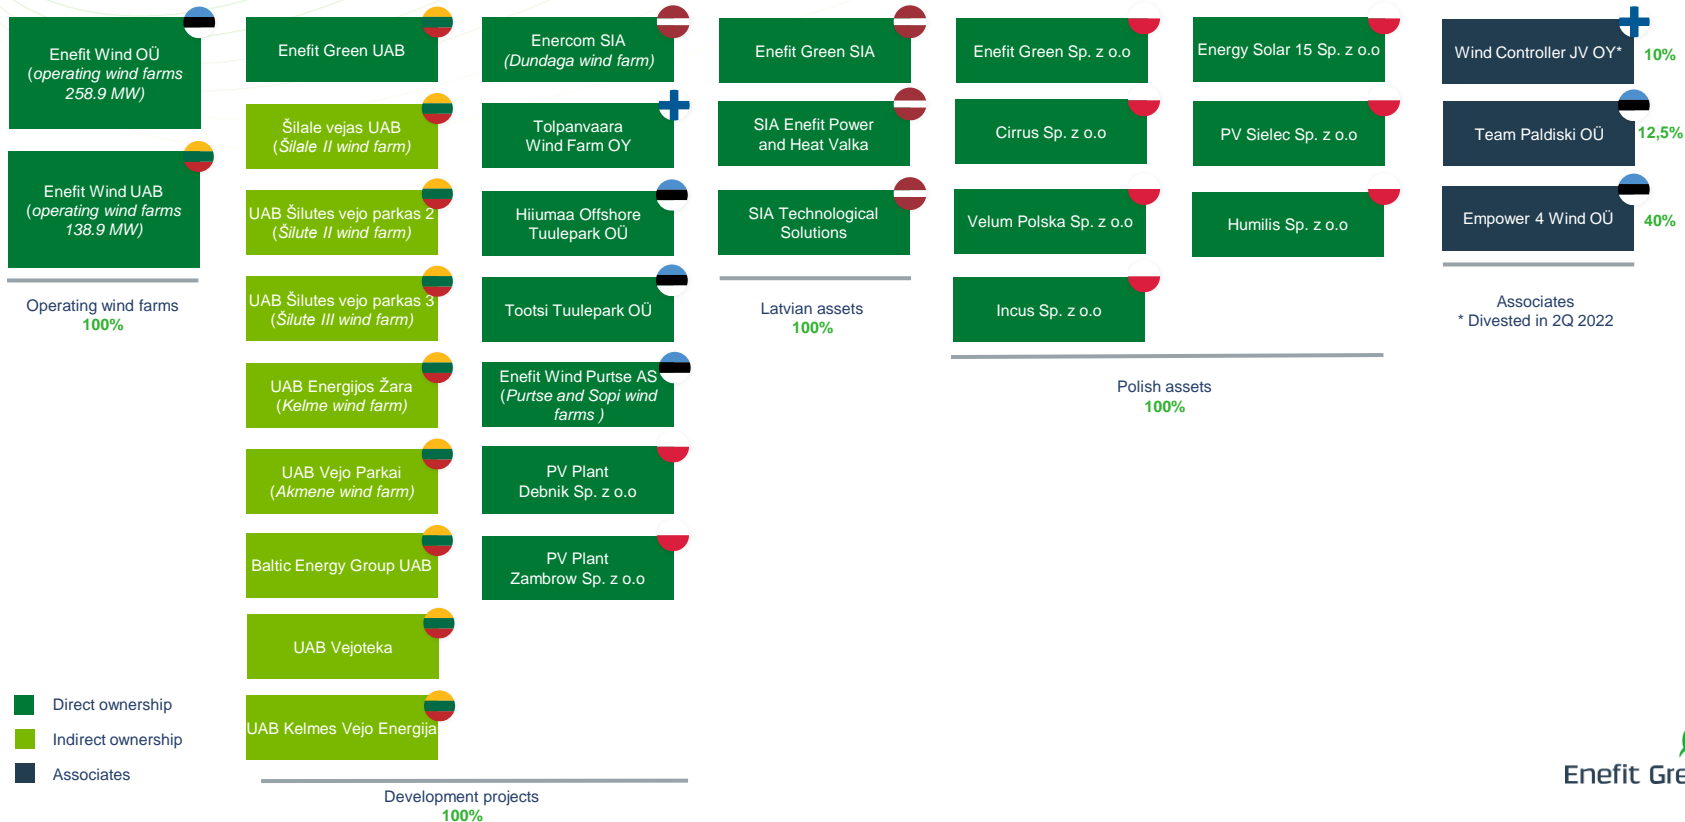 Enefit Wind OÜ
(operating wind farms
258.9 MW)
Enefit Wind UAB
(operating wind farms
138.9 MW)
Operating wind farms
100%
Enefit Green UAB
Šilale vejas UAB
(Šilale II wind farm)
UAB Šilutes vejo parkas 2
(Šilute II wind farm)
UAB Šilutes vejo parkas 3
(Šilute III wind farm)
UAB Energijos Žara
(Kelme wind farm)
UAB Vejo Parkai
(Akmene wind farm)
Baltic Energy Group UAB
UAB Vejoteka
UAB Kelmes Vejo Energija
Enercom SIA
(Dundaga wind farm)
Tolpanvaara
Wind Farm OY
Hiiumaa Offshore
Tuulepark OÜ
Tootsi Tuulepark OÜ
Enefit Wind Purtse AS
(Purtse and Sopi wind
farms )
PV Plant
Debnik Sp. z o.o
PV Plant
Zambrow Sp. z o.o
Development projects
100%
Enefit Green SIA
SIA Enefit Power
and Heat Valka
SIA Technological
Solutions
Latvian assets
100%
Enefit Green Sp. z o.o
Cirrus Sp. z o.o
Velum Polska Sp. z o.o
Incus Sp. z o.o
Energy Solar 15 Sp. z o.o
PV Sielec Sp. z o.o
Humilis Sp. z o.o
Polish assets
100%
Wind Controller JV OY*
10%
Team Paldiski OÜ
12,5%
Empower 4 Wind OÜ
40%
Associates
* Divested in 2Q 2022
Direct ownership
Indirect ownership
Associates
Enefit Gre